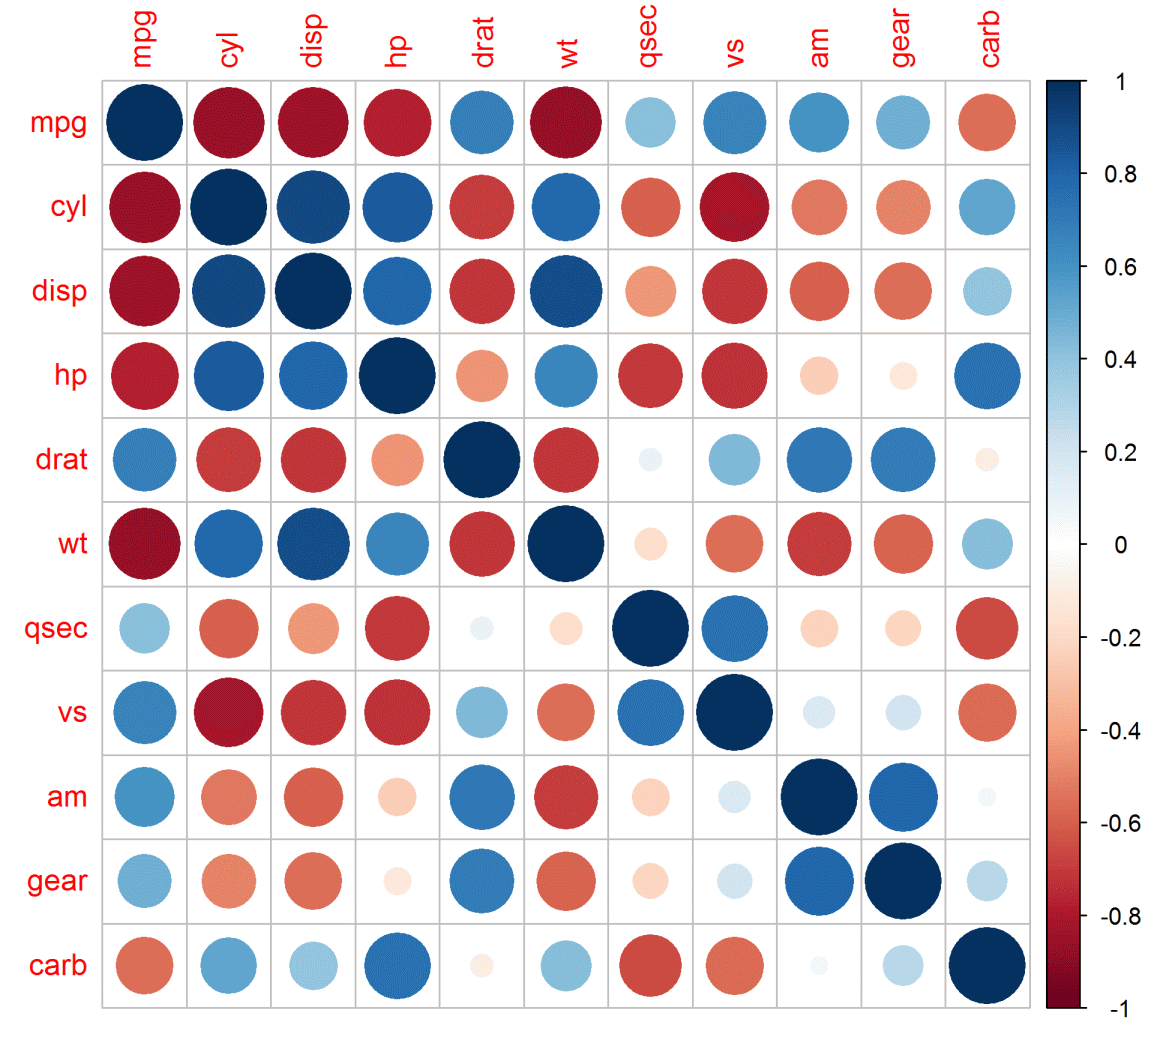 mpg cyl disp hp drat wt qsec vs am gear carb
mpg
cyl
disp
hp
drat
wt
qsec
vs
am
gear
carb
1
0.8
0.6
0.4
0.2
0
-0.2
-0.4
-0.6
-0.8
-1